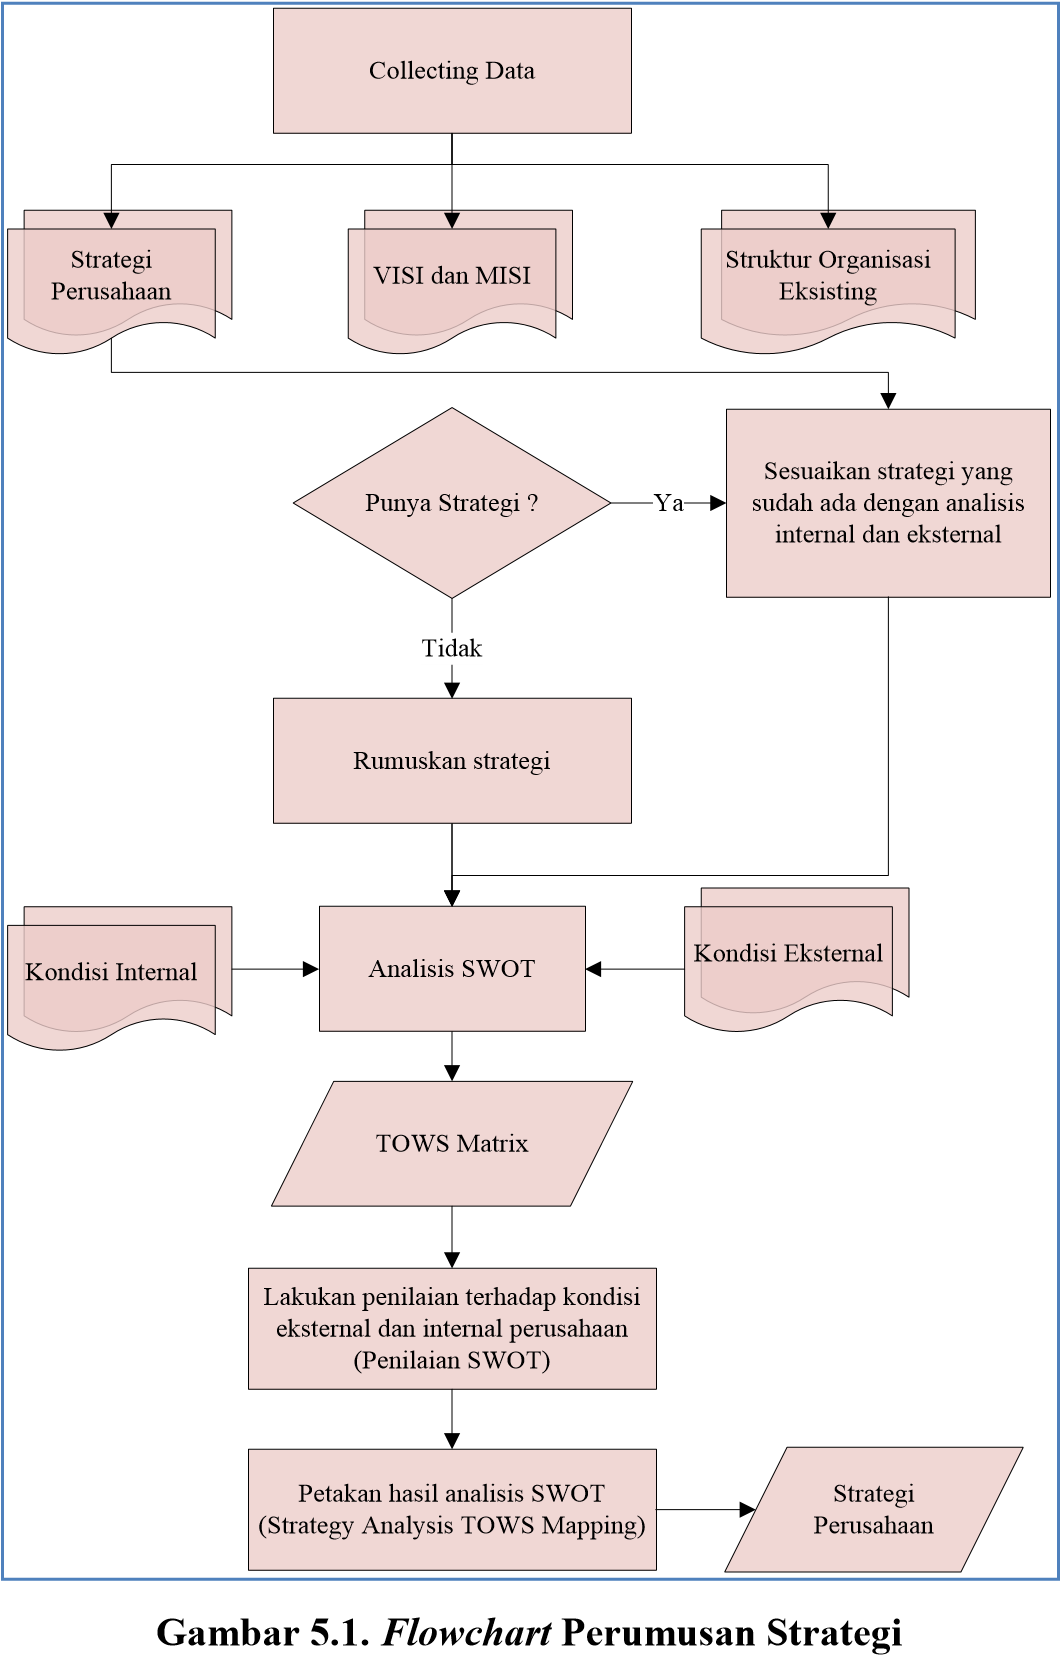 Collecting Data
Strategi
Perusahaan
VISI dan MISI
Struktur Organisasi
Eksisting
Punya Strategi ?
Ya
Sesuaikan strategi yang
sudah ada dengan analisis
internal dan eksternal
Tidak
Rumuskan strategi
Kondisi Internal
Analisis SWOT
Kondisi Eksternal
TOWS Matrix
Lakukan penilaian terhadap kondisi
eksternal dan internal perusahaan
(Penilaian SWOT)
Petakan hasil analisis SWOT
(Strategy Analysis TOWS Mapping)
Strategi
Perusahaan
Gambar 5.1. Flowchart Perumusan Strategi